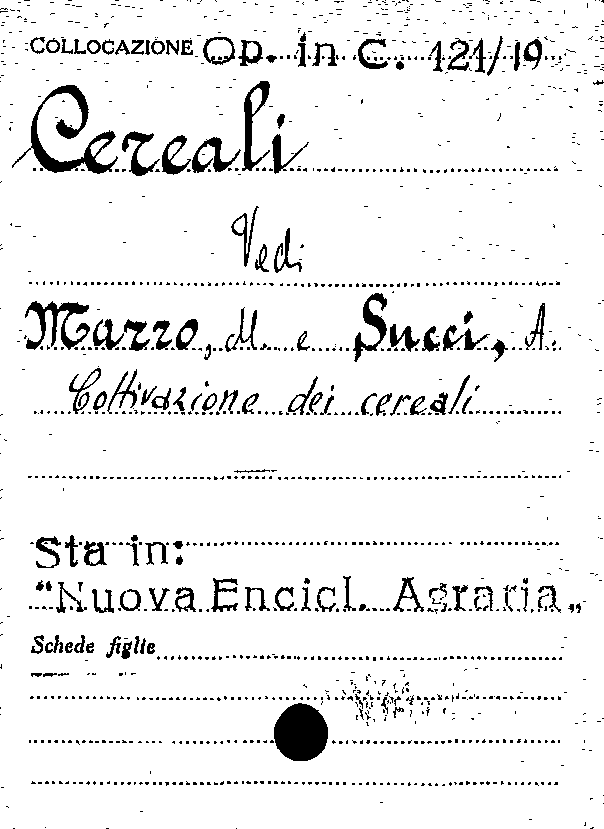 COLLOCAZIONE Op. in C. 121/19
Cereali
Vedi
Marzo, M. e Succi, A.
Coltivazione dei cereali
Sta in:
"Nuova Encicl. Agraria„
Schede figlie